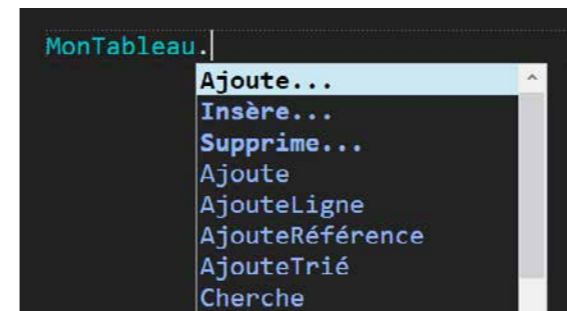 MonTableau.
Ajoute...
Insère...
Supprime...
Ajoute
AjouteLigne
AjouteRéférence
AjouteTrié
Cherche